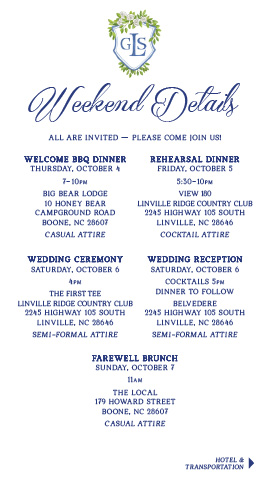 GLS
Weekend Details
ALL ARE INVITED — PLEASE COME JOIN US!
WELCOME BBQ DINNER
THURSDAY, OCTOBER 4
7-10PM
BIG BEAR LODGE
10 HONEY BEAR
CAMPGROUND ROAD
BOONE, NC 28607
CASUAL ATTIRE
REHEARSAL DINNER
FRIDAY, OCTOBER 5
5:30-10PM
VIEW 180
LINVILLE RIDGE COUNTRY CLUB
2245 HIGHWAY 105 SOUTH
LINVILLE, NC 28646
COCKTAIL ATTIRE
WEDDING CEREMONY
SATURDAY, OCTOBER 6
4PM
THE FIRST TEE
LINVILLE RIDGE COUNTRY CLUB
2245 HIGHWAY 105 SOUTH
LINVILLE, NC 28646
SEMI-FORMAL ATTIRE
WEDDING RECEPTION
SATURDAY, OCTOBER 6
COCKTAILS 5PM
DINNER TO FOLLOW
BELVEDERE
LINVILLE RIDGE COUNTRY CLUB
2245 HIGHWAY 105 SOUTH
LINVILLE, NC 28646
SEMI-FORMAL ATTIRE
FAREWELL BRUNCH
SUNDAY, OCTOBER 7
11AM
THE LOCAL
179 HOWARD STREET
BOONE, NC 28607
CASUAL ATTIRE
HOTEL &
TRANSPORTATION